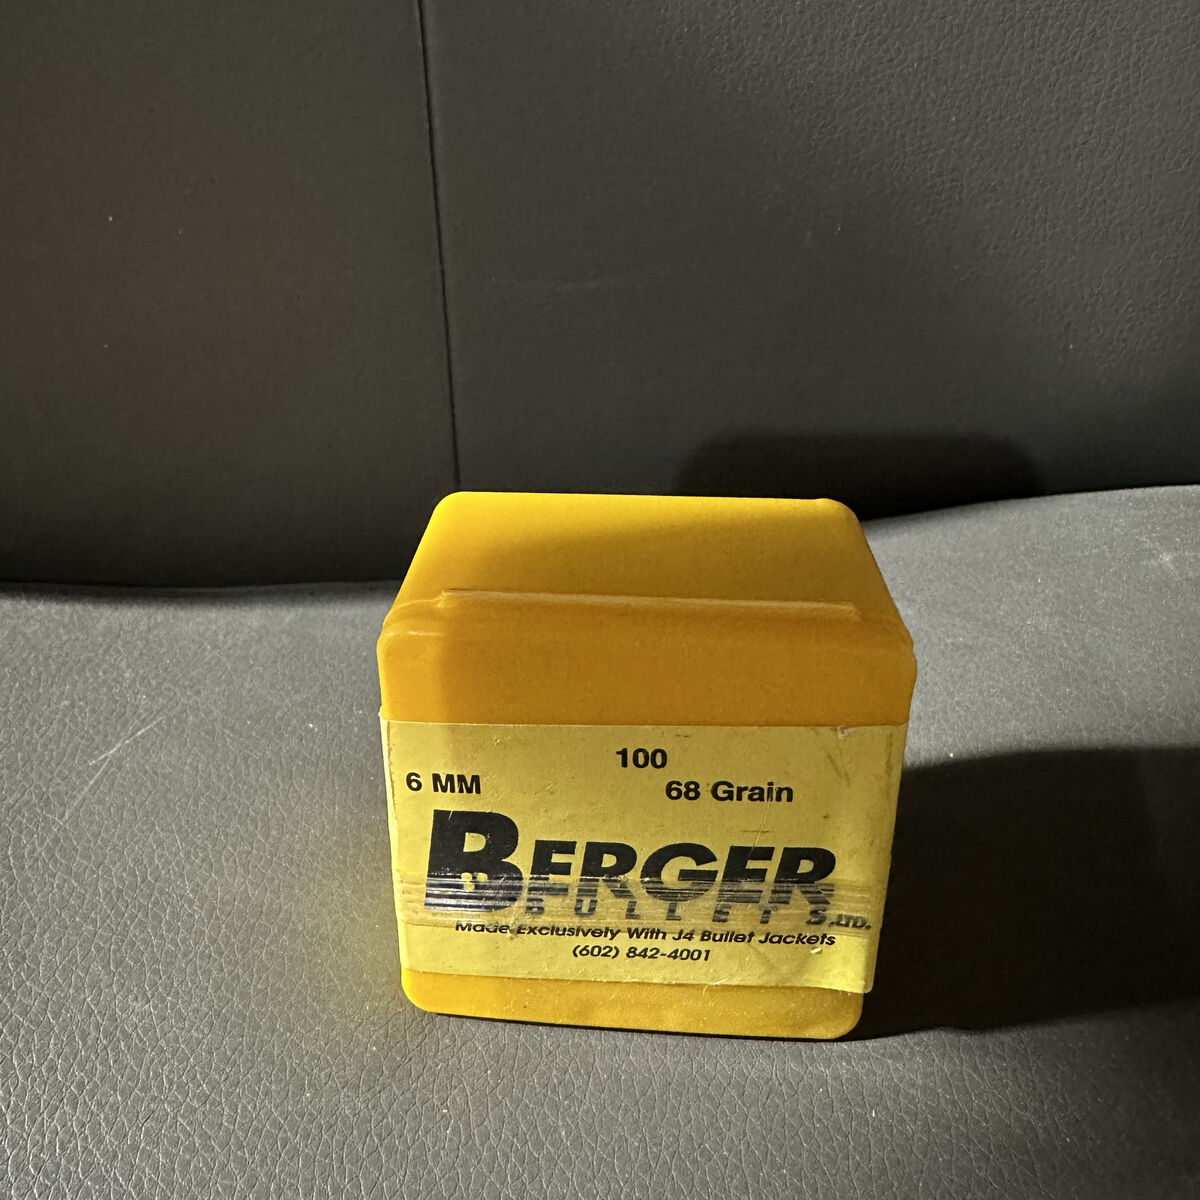 100
6 MM 68 Grain
BERGER
BULLETS, LTD.
Made Exclusively With J4 Bullet Jackets
(602) 842-4001